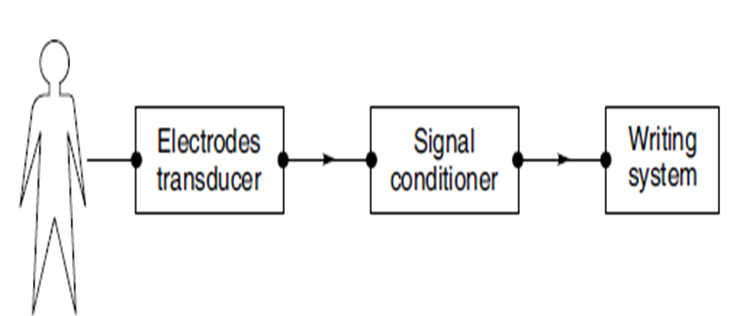 Electrodes
transducer
Signal
conditioner
Writing
system